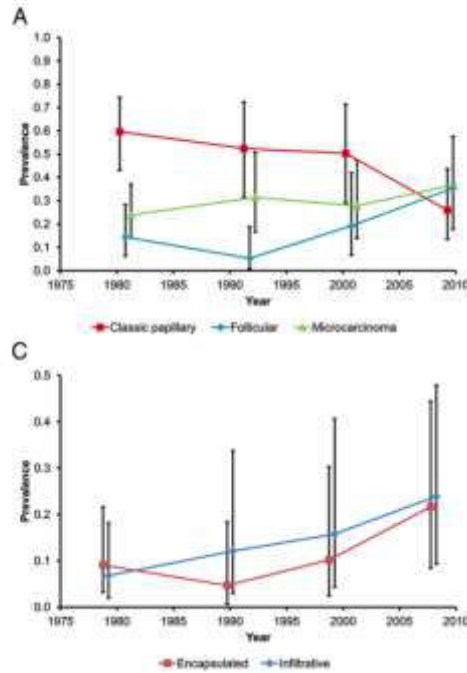 A
1.0
0.9
0.8
0.7
0.6
0.5
0.4
0.3
0.2
0.1
0.0
Prevalence
1975 1980 1985 1990 1995 2000 2005 2010
Year
Classic papillary Follicular Microcarcinoma
C
0.5
0.4
0.3
0.2
0.1
0.0
Prevalence
1975 1980 1985 1990 1995 2000 2005 2010
Year
Encapsulated Infiltrative